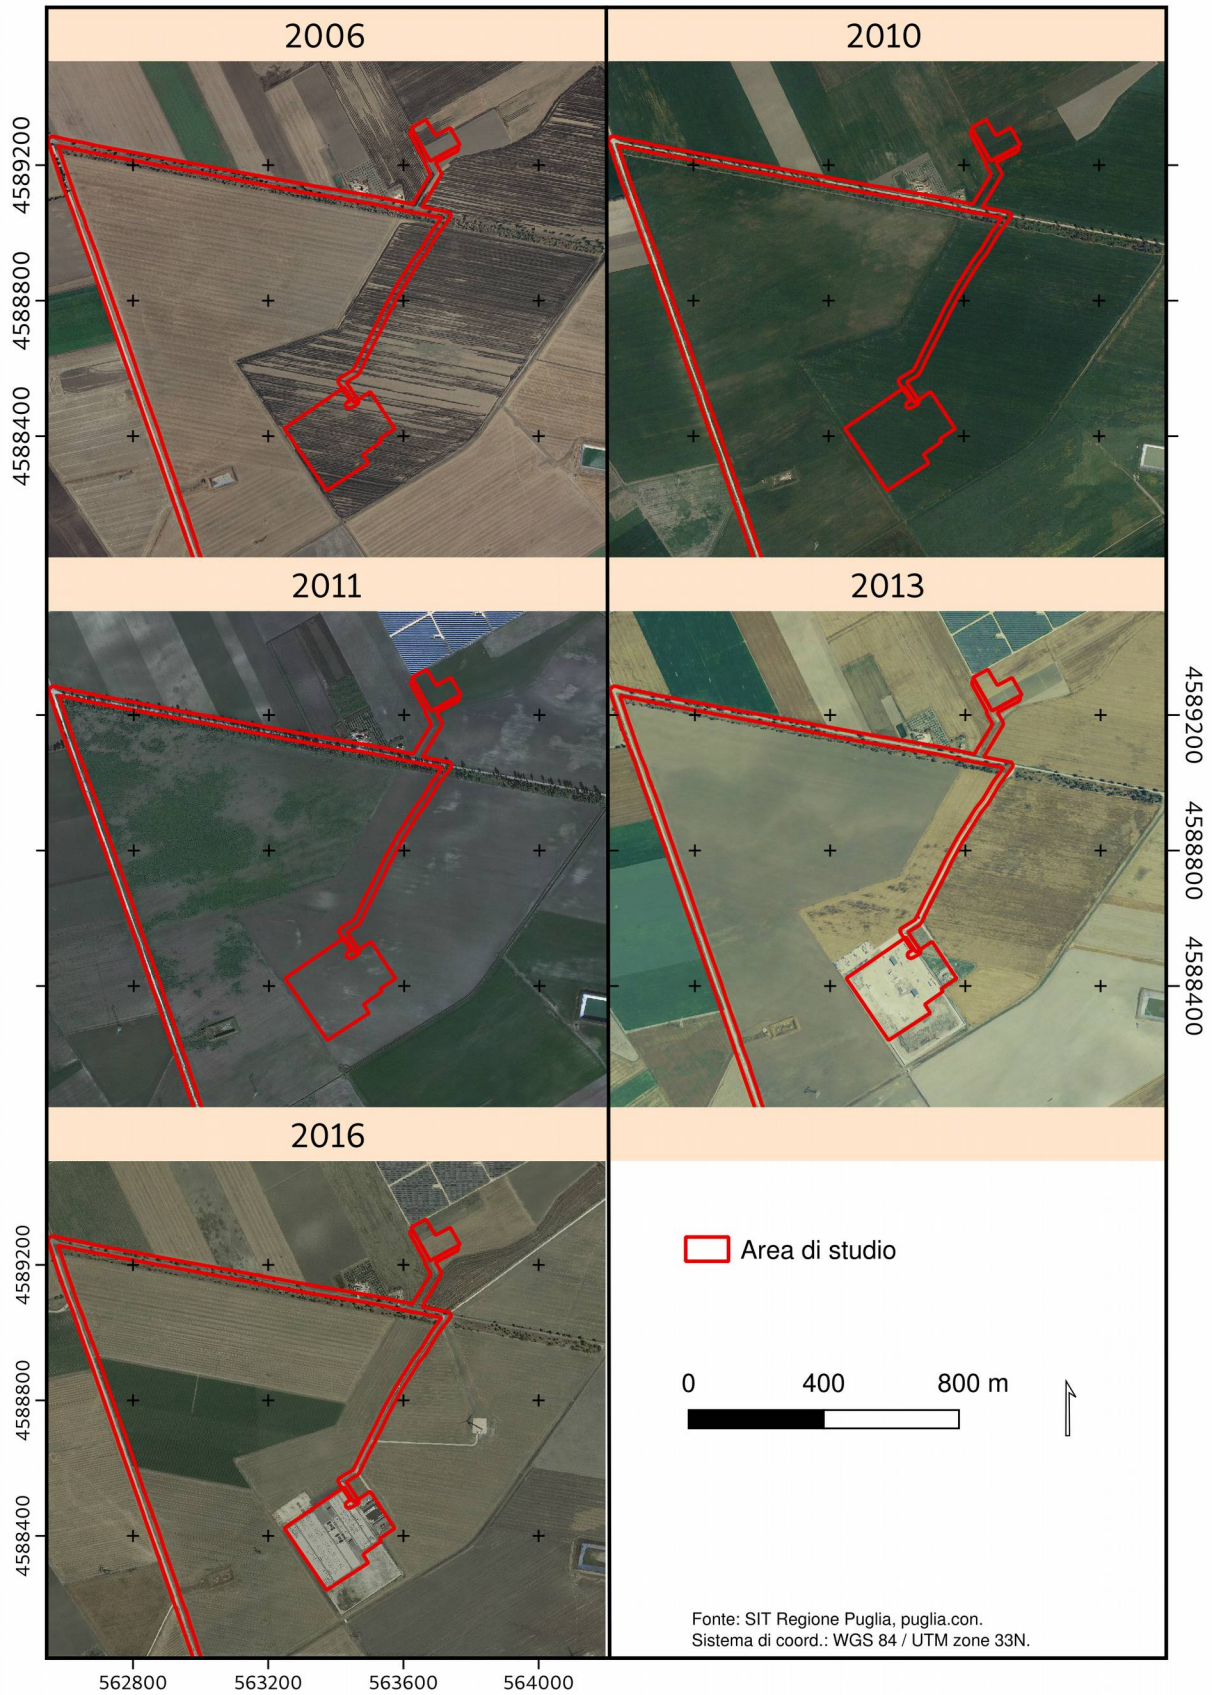 2006
2010
4589200
4588800
4588400
2011
2013
4589200
4588800
4588400
2016
4589200
4588800
4588400
Area di studio
0 400 800 m
Fonte: SIT Regione Puglia, puglia.con.
Sistema di coord.: WGS 84 / UTM zone 33N.
562800 563200 563600 564000